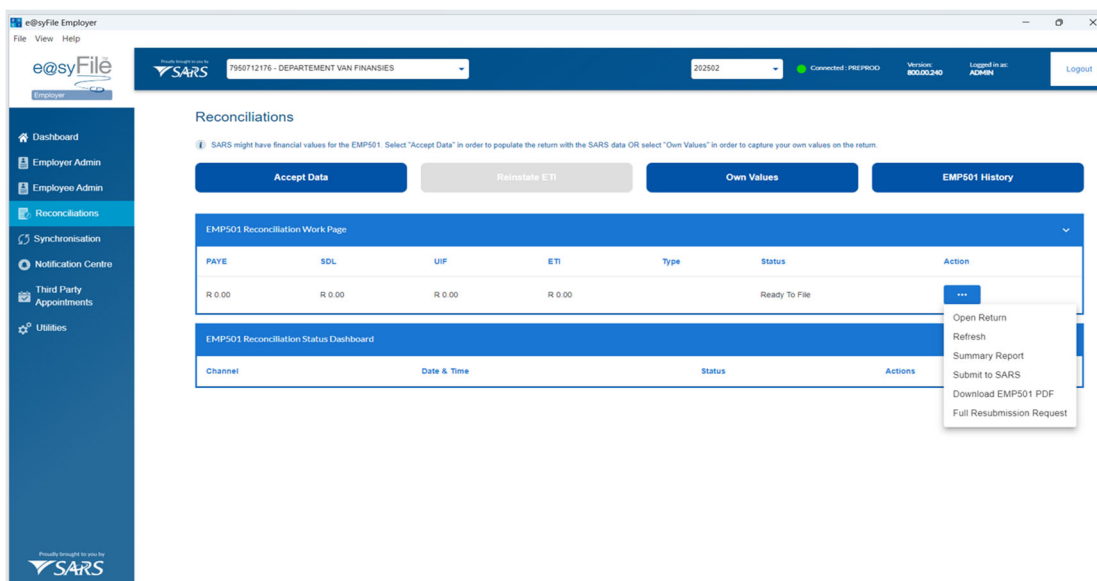 e@syFile Employer
File View Help
e@syFile™
Employer
Proudly brought to you by
SARS
7950712176 - DEPARTEMENT VAN FINANSIES
202502
Connected : PREPROD
Version:
800.00.240
Logged in as:
ADMIN
Logout
Dashboard
Employer Admin
Employee Admin
Reconciliations
Synchronisation
Notification Centre
Third Party
Appointments
Utilities
Proudly brought to you by
SARS
Reconciliations
i SARS might have financial values for the EMP501. Select "Accept Data" in order to populate the return with the SARS data OR select "Own Values" in order to capture your own values on the return.
Accept Data Reinstate ETI Own Values EMP501 History
EMP501 Reconciliation Work Page
PAYE SDL UIF ETI Type Status Action
R 0.00 R 0.00 R 0.00 R 0.00 Ready To File ...
Open Return
Refresh
Summary Report
Submit to SARS
Download EMP501 PDF
Full Resubmission Request
EMP501 Reconciliation Status Dashboard
Channel Date & Time Status Actions